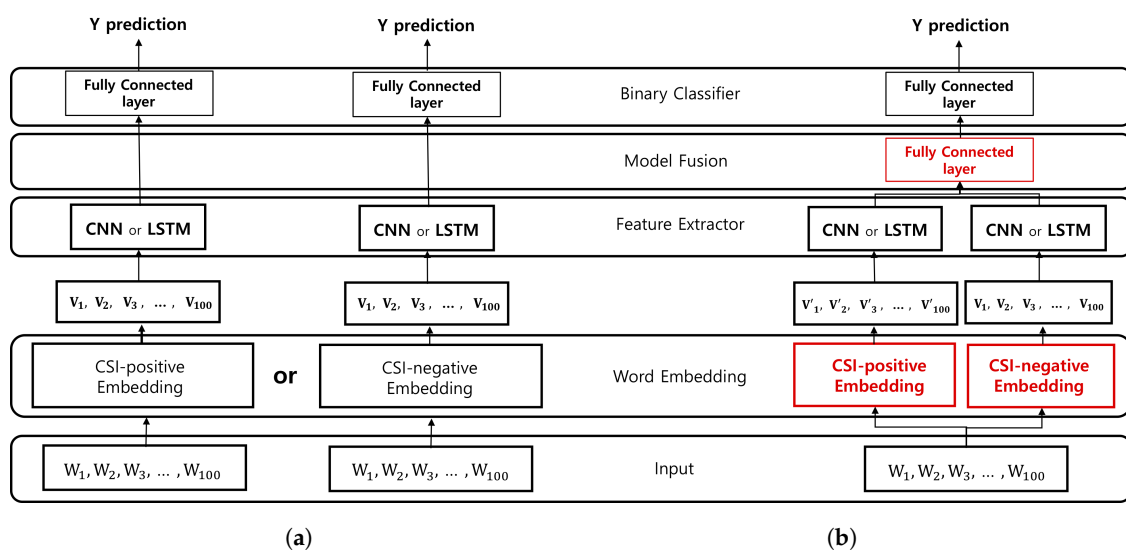 Y prediction Y prediction Y prediction
Fully Connected layer Fully Connected layer Binary Classifier Fully Connected layer
Model Fusion Fully Connected layer
CNN or LSTM CNN or LSTM Feature Extractor CNN or LSTM CNN or LSTM
V₁, V₂, V₃, … , V₁₀₀ V₁, V₂, V₃, … , V₁₀₀ V′₁, V′₂, V′₃, … , V′₁₀₀ V₁, V₂, V₃, … , V₁₀₀
CSI-positive Embedding or CSI-negative Embedding Word Embedding CSI-positive Embedding CSI-negative Embedding
W₁, W₂, W₃, … , W₁₀₀ W₁, W₂, W₃, … , W₁₀₀ Input W₁, W₂, W₃, … , W₁₀₀
(a) (b)